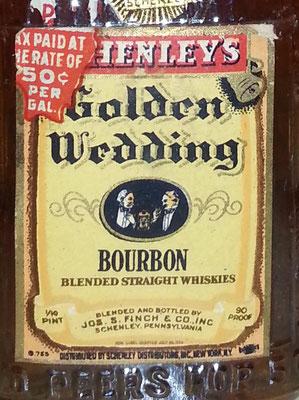 SCHENLEY
AX PAID AT
HE RATE OF
50¢
PER
GAL.
CHENLEY'S
Golden
Wedding
BOURBON
BLENDED STRAIGHT WHISKIES
1/10
PINT
BLENDED AND BOTTLED BY
JOS. S. FINCH & CO., INC
SCHENLEY, PENNSYLVANIA
90
PROOF
DISTRIBUTED BY SCHENLEY DISTRIBUTORS, INC. NEW YORK, N.Y.